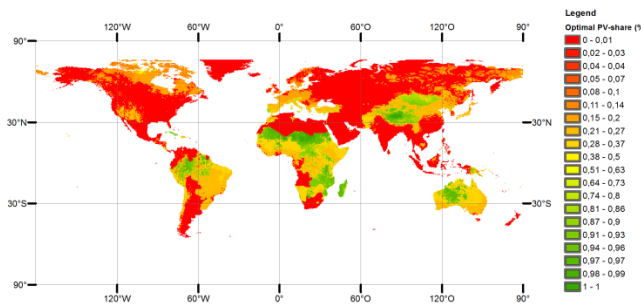 Legend
Optimal PV-share (%
120°W 60°W 0° 60°O 120°O
90° 90°
30°N 30°N
30°S 30°S
90° 90°
120°W 60°W 0° 60°O 120°O 90°
0 - 0,01
0,02 - 0,03
0,04 - 0,04
0,05 - 0,07
0,08 - 0,1
0,11 - 0,14
0,15 - 0,2
0,21 - 0,27
0,28 - 0,37
0,38 - 0,5
0,51 - 0,63
0,64 - 0,73
0,74 - 0,8
0,81 - 0,86
0,87 - 0,9
0,91 - 0,93
0,94 - 0,96
0,97 - 0,97
0,98 - 0,99
1 - 1